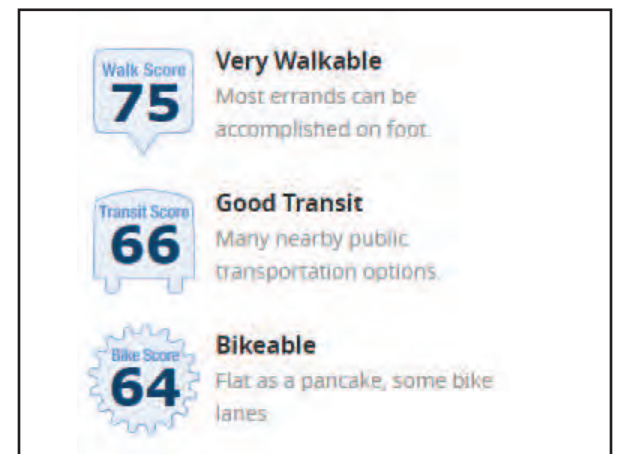 Walk Score
75
Very Walkable
Most errands can be
accomplished on foot.
Transit Score
66
Good Transit
Many nearby public
transportation options.
Bike Score
64
Bikeable
Flat as a pancake, some bike
lanes.